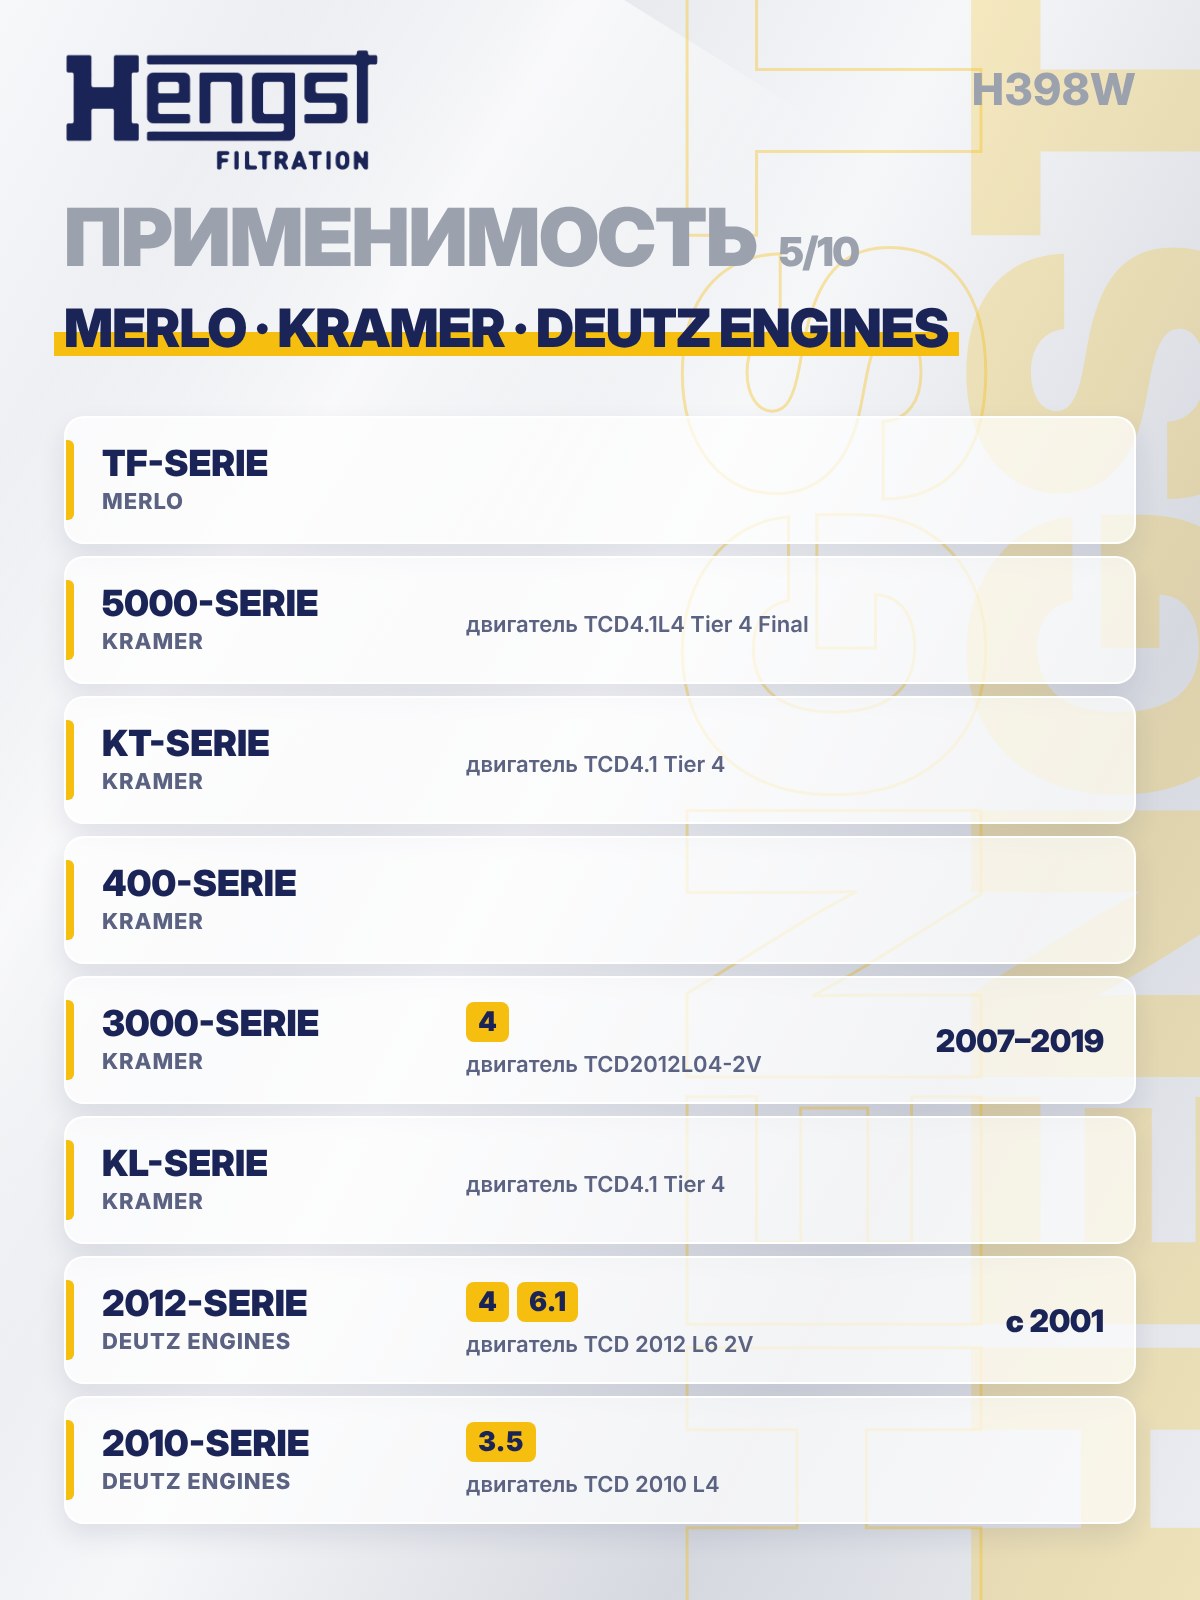 Hengst
FILTRATION
H398W
ПРИМЕНИМОСТЬ 5/10
MERLO · KRAMER · DEUTZ ENGINES
TF-SERIE
MERLO
5000-SERIE
KRAMER
двигатель TCD4.1L4 Tier 4 Final
KT-SERIE
KRAMER
двигатель TCD4.1 Tier 4
400-SERIE
KRAMER
3000-SERIE
KRAMER
4
двигатель TCD2012L04-2V
2007–2019
KL-SERIE
KRAMER
двигатель TCD4.1 Tier 4
2012-SERIE
DEUTZ ENGINES
4 6.1
двигатель TCD 2012 L6 2V
с 2001
2010-SERIE
DEUTZ ENGINES
3.5
двигатель TCD 2010 L4
HENGST
HENGST